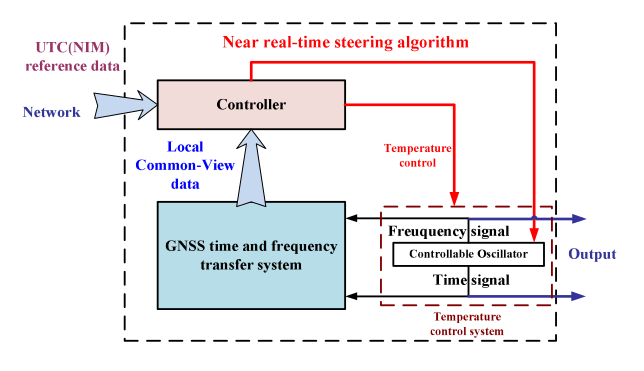 UTC(NIM)
reference data
Near real-time steering algorithm
Network
Controller
Local
Common-View
data
Temperature
control
GNSS time and frequency
transfer system
Freuquency signal
Controllable Oscillator
Time signal
Output
Temperature
control system